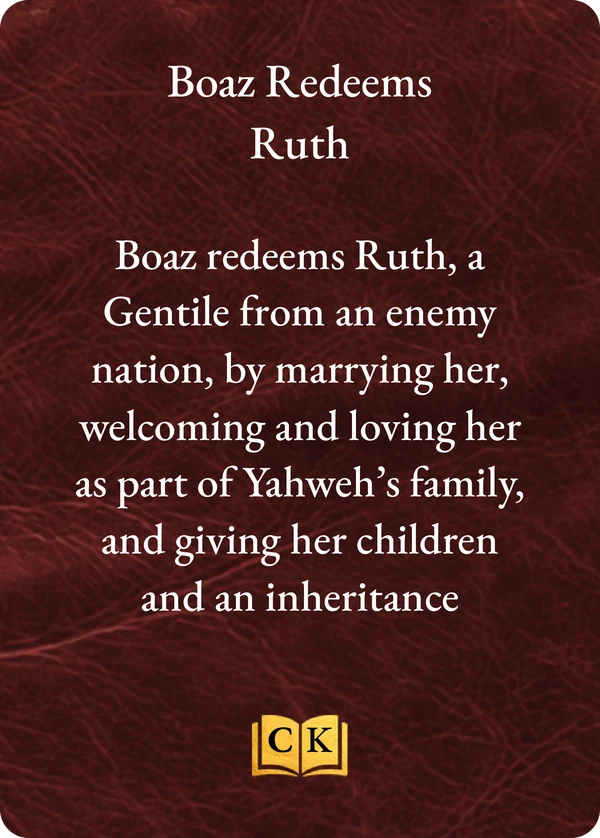 Boaz Redeems
Ruth
Boaz redeems Ruth, a
Gentile from an enemy
nation, by marrying her,
welcoming and loving her
as part of Yahweh’s family,
and giving her children
and an inheritance
C K